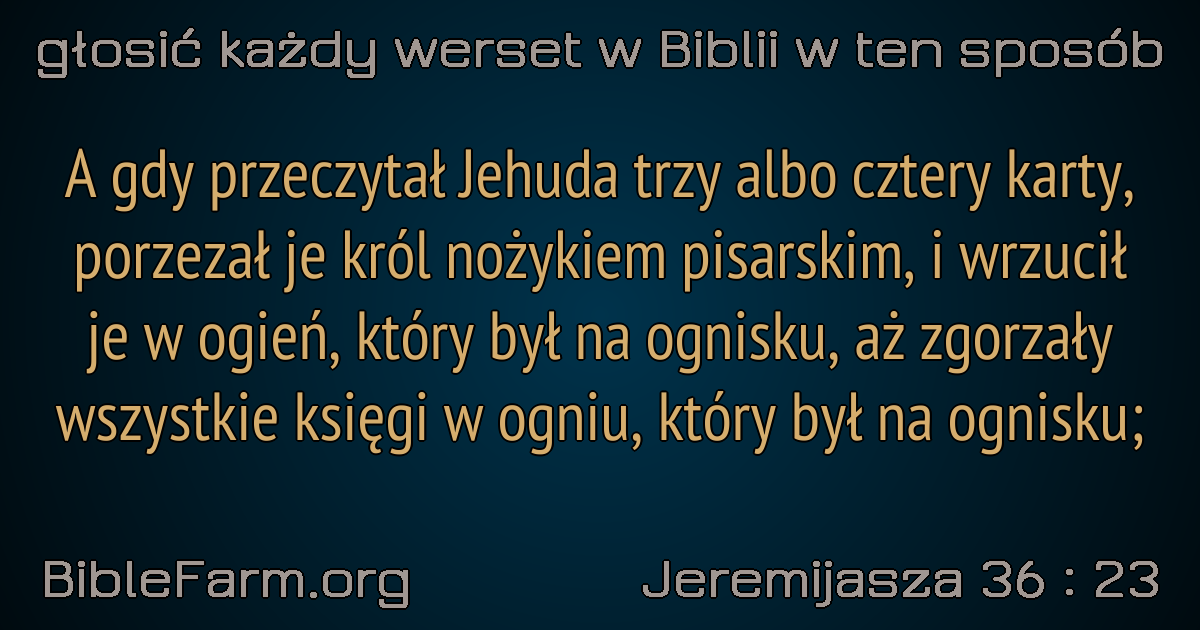 głosić każdy werset w Biblii w ten sposób
A gdy przeczytał Jehuda trzy albo cztery karty,
porzezał je król nożykiem pisarskim, i wrzucił
je w ogień, który był na ognisku, aż zgorzały
wszystkie księgi w ogniu, który był na ognisku;
BibleFarm.org
Jeremijasza 36 : 23